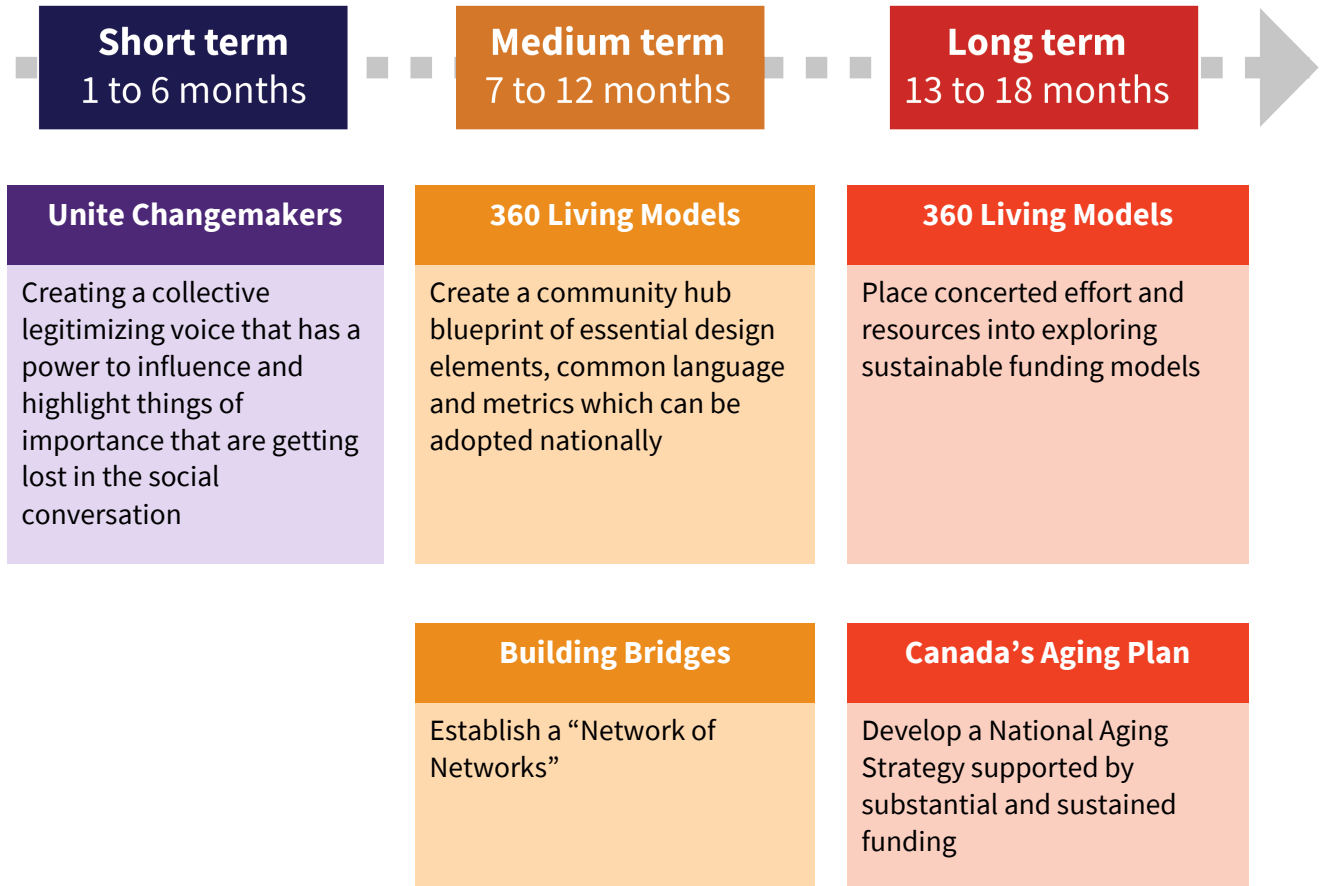 Short term
1 to 6 months
Medium term
7 to 12 months
Long term
13 to 18 months
Unite Changemakers
Creating a collective
legitimizing voice that has a
power to influence and
highlight things of
importance that are getting
lost in the social
conversation
360 Living Models
Create a community hub
blueprint of essential design
elements, common language
and metrics which can be
adopted nationally
360 Living Models
Place concerted effort and
resources into exploring
sustainable funding models
Building Bridges
Establish a “Network of
Networks”
Canada’s Aging Plan
Develop a National Aging
Strategy supported by
substantial and sustained
funding